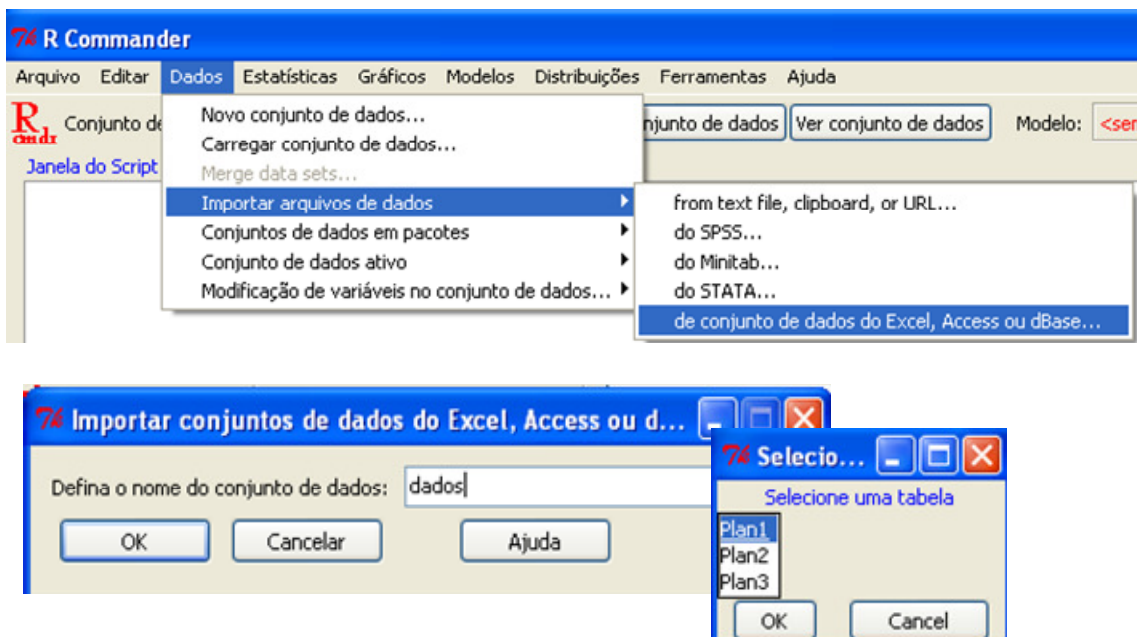 R Commander
Arquivo Editar Dados Estatísticas Gráficos Modelos Distribuições Ferramentas Ajuda
R cmdr Conjunto de
njunto de dados Ver conjunto de dados Modelo: <ser
Janela do Script
Novo conjunto de dados...
Carregar conjunto de dados...
Merge data sets...
Importar arquivos de dados
Conjuntos de dados em pacotes
Conjunto de dados ativo
Modificação de variáveis no conjunto de dados...
from text file, clipboard, or URL...
do SPSS...
do Minitab...
do STATA...
de conjunto de dados do Excel, Access ou dBase...
Importar conjuntos de dados do Excel, Access ou d...
Defina o nome do conjunto de dados: dados
OK Cancelar Ajuda
Selecio...
Selecione uma tabela
Plan1
Plan2
Plan3
OK Cancel